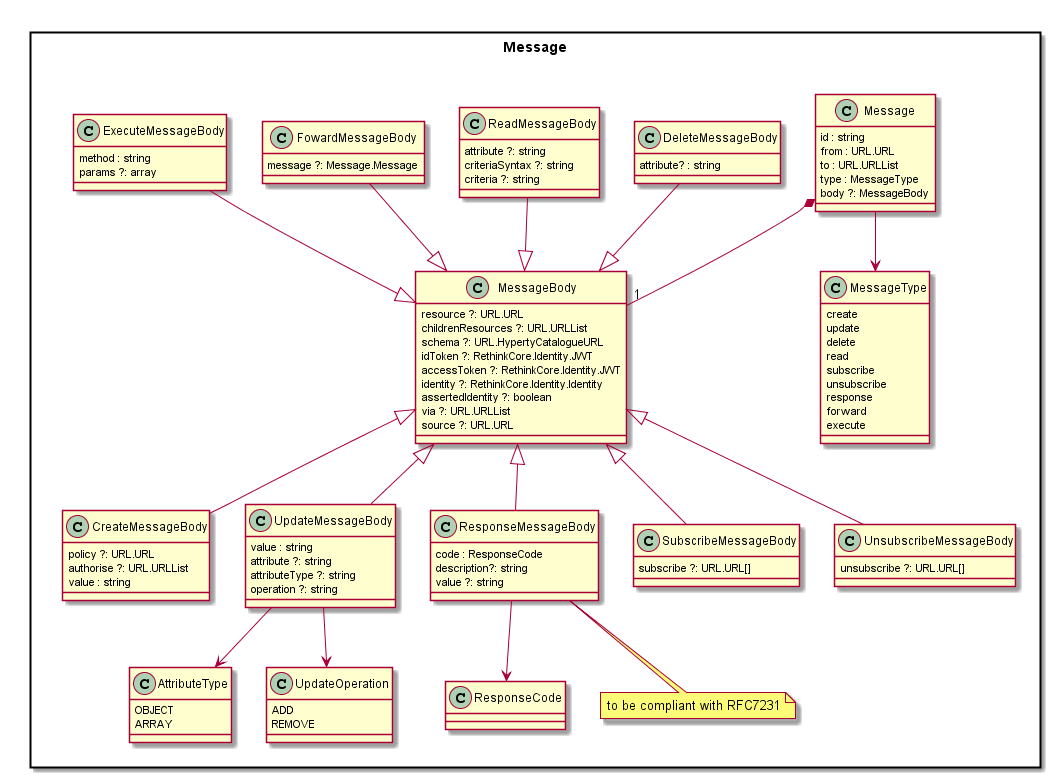 Message
C ExecuteMessageBody
method : string
params ?: array
C FowardMessageBody
message ?: Message.Message
C ReadMessageBody
attribute ?: string
criteriaSyntax ?: string
criteria ?: string
C DeleteMessageBody
attribute? : string
C Message
id : string
from : URL.URL
to : URL.URLList
type : MessageType
body ?: MessageBody
C MessageBody
resource ?: URL.URL
childrenResources ?: URL.URLList
schema ?: URL.HypertyCatalogueURL
idToken ?: RethinkCore.Identity.JWT
accessToken ?: RethinkCore.Identity.JWT
identity ?: RethinkCore.Identity.Identity
assertedIdentity ?: boolean
via ?: URL.URLList
source ?: URL.URL
1
C MessageType
create
update
delete
read
subscribe
unsubscribe
response
forward
execute
C CreateMessageBody
policy ?: URL.URL
authorise ?: URL.URLList
value : string
C UpdateMessageBody
value : string
attribute ?: string
attributeType ?: string
operation ?: string
C ResponseMessageBody
code : ResponseCode
description?: string
value ?: string
C SubscribeMessageBody
subscribe ?: URL.URL[]
C UnsubscribeMessageBody
unsubscribe ?: URL.URL[]
C AttributeType
OBJECT
ARRAY
C UpdateOperation
ADD
REMOVE
C ResponseCode
to be compliant with RFC7231